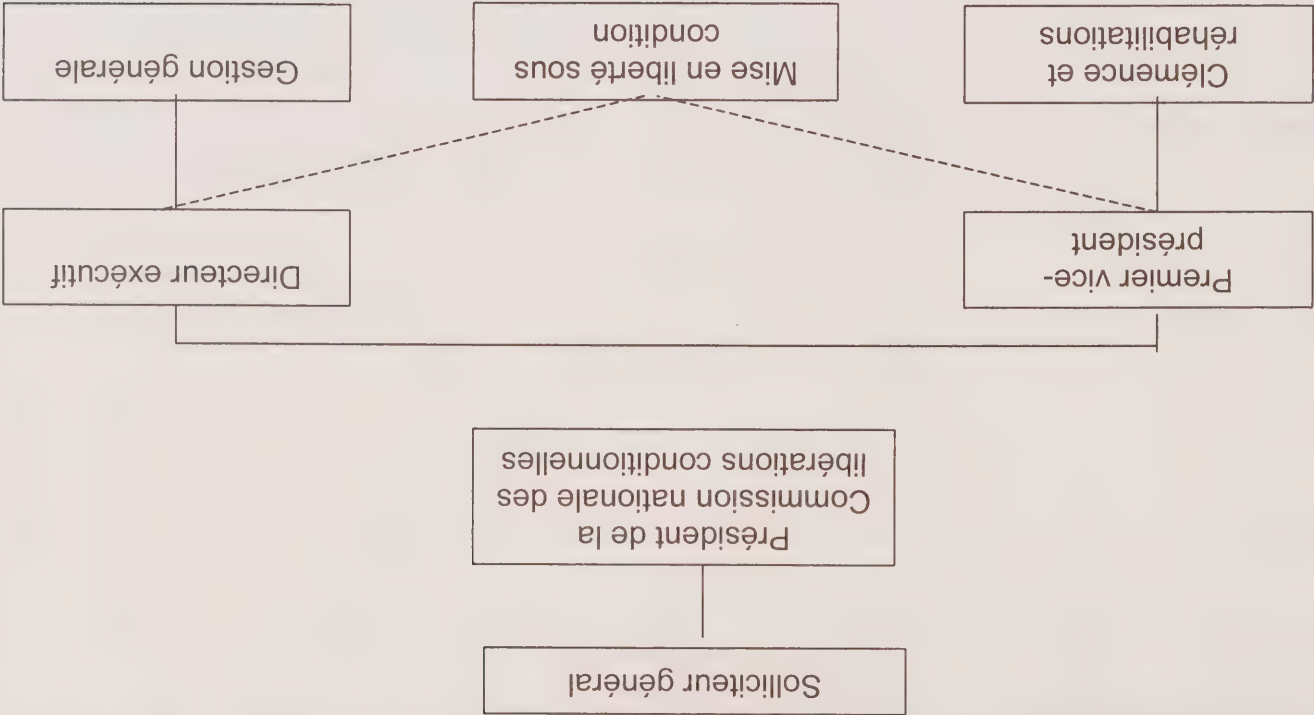 Solliciteur général
Président de la
Commission nationale des
libérations conditionnelles
Premier vice-
président
Directeur exécutif
Clémence et
réhabilitations
Mise en liberté sous
condition
Gestion générale